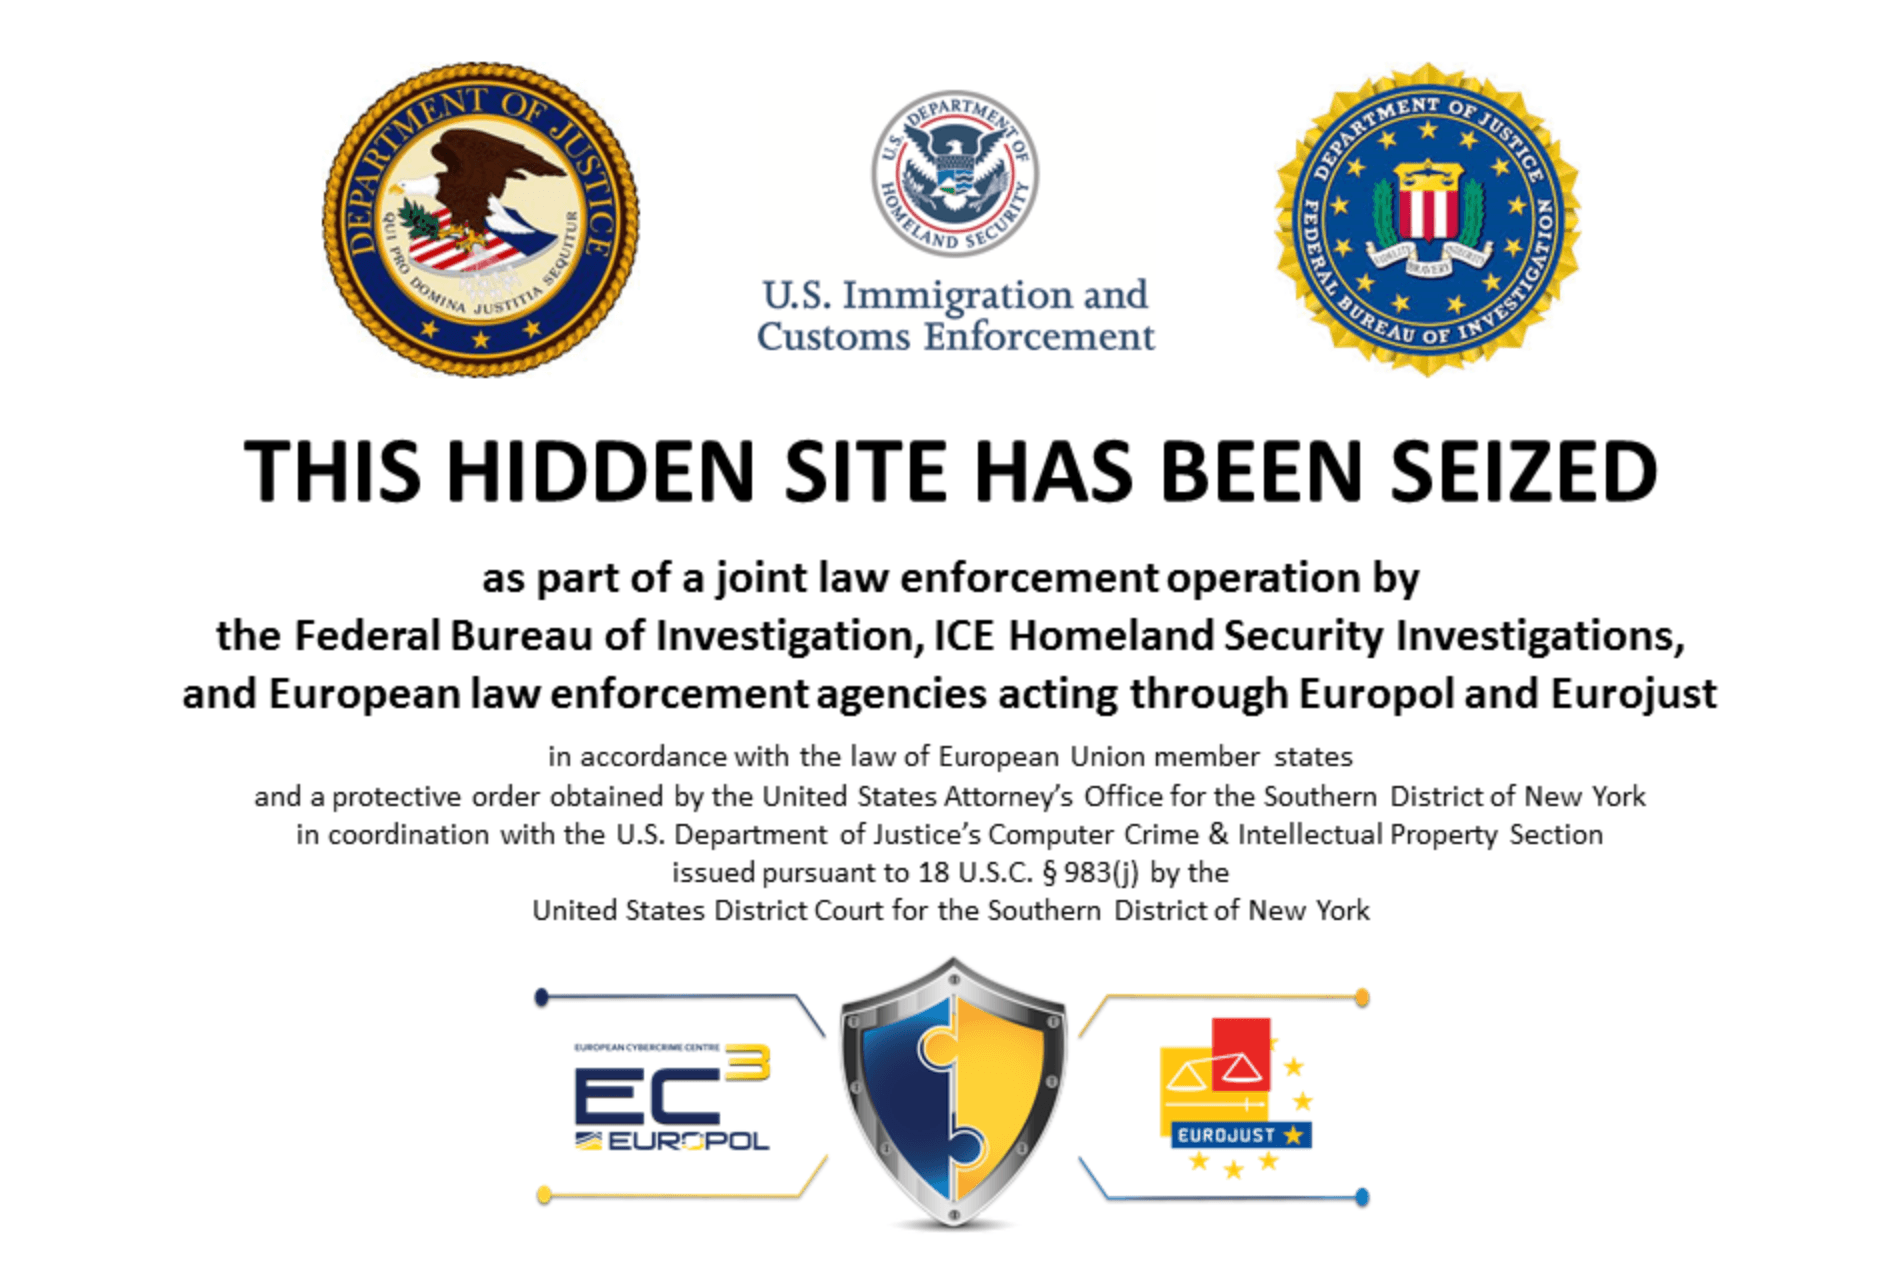 DEPARTMENT OF JUSTICE
QUI PRO DOMINA JUSTITIA SEQUITUR
U.S. DEPARTMENT OF HOMELAND SECURITY
U.S. Immigration and
Customs Enforcement
DEPARTMENT OF JUSTICE
FEDERAL BUREAU OF INVESTIGATION
FIDELITY BRAVERY INTEGRITY
THIS HIDDEN SITE HAS BEEN SEIZED
as part of a joint law enforcement operation by
the Federal Bureau of Investigation, ICE Homeland Security Investigations,
and European law enforcement agencies acting through Europol and Eurojust
in accordance with the law of European Union member states
and a protective order obtained by the United States Attorney's Office for the Southern District of New York
in coordination with the U.S. Department of Justice's Computer Crime & Intellectual Property Section
issued pursuant to 18 U.S.C. § 983(j) by the
United States District Court for the Southern District of New York
EUROPEAN CYBERCRIME CENTRE
EC3
EUROPOL
EUROJUST